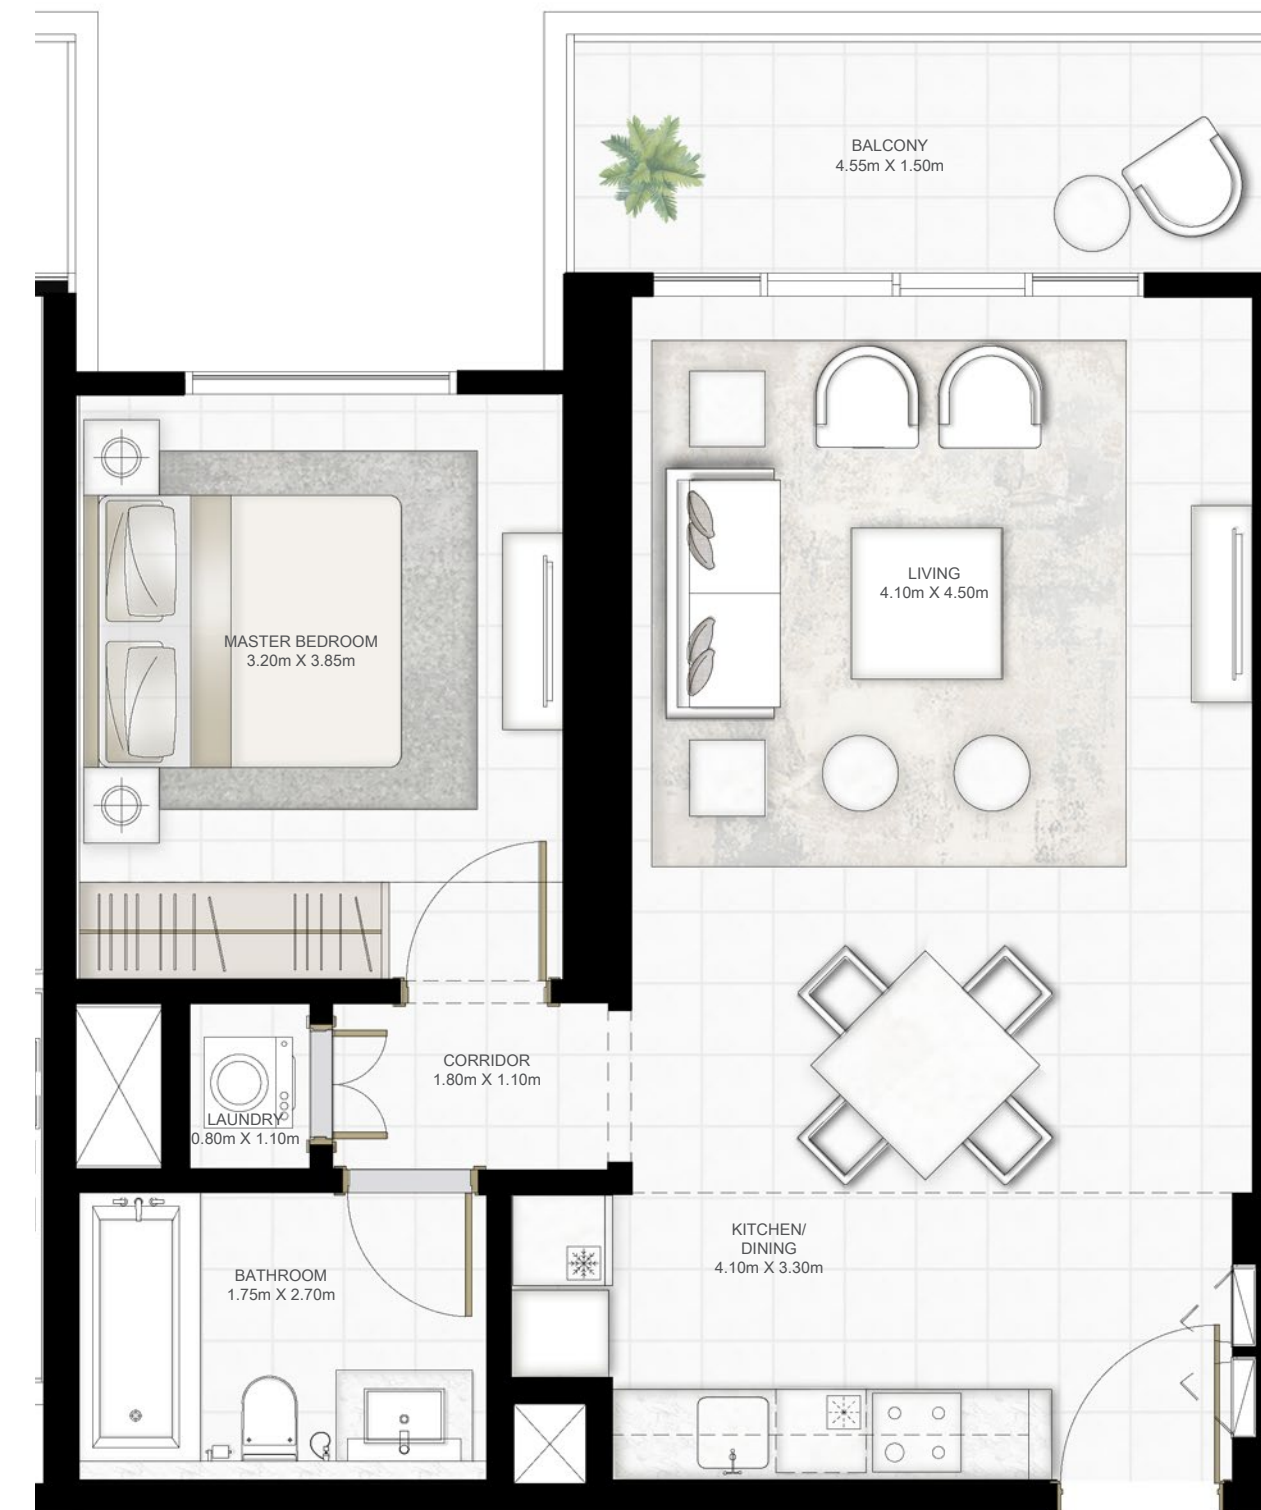 BALCONY
4.55m X 1.50m
LIVING
4.10m X 4.50m
MASTER BEDROOM
3.20m X 3.85m
CORRIDOR
1.80m X 1.10m
LAUNDRY
0.80m X 1.10m
KITCHEN/
DINING
4.10m X 3.30m
BATHROOM
1.75m X 2.70m